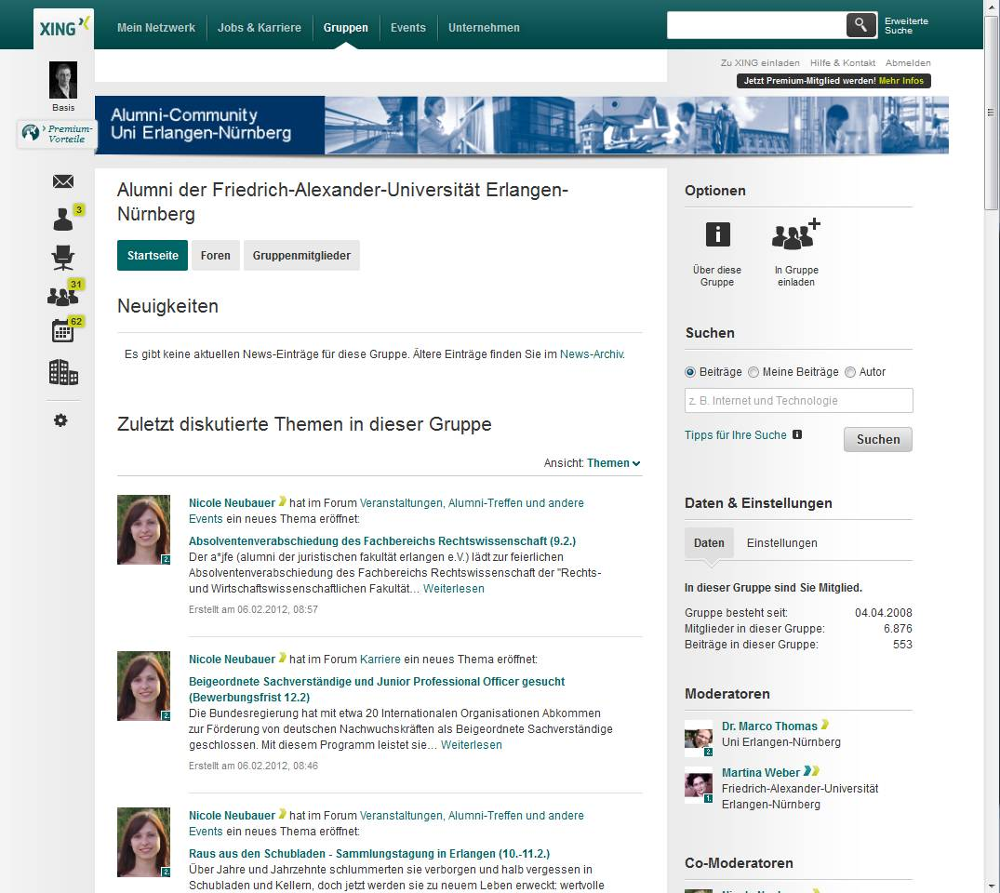 XING
Mein Netzwerk
Jobs & Karriere
Gruppen
Events
Unternehmen
Erweiterte
Suche
Zu XING einladen
Hilfe & Kontakt
Abmelden
Jetzt Premium-Mitglied werden! Mehr Infos
Basis
Premium-
Vorteile
3
31
62
Alumni-Community
Uni Erlangen-Nürnberg
Alumni der Friedrich-Alexander-Universität Erlangen-
Nürnberg
Startseite
Foren
Gruppenmitglieder
Neuigkeiten
Es gibt keine aktuellen News-Einträge für diese Gruppe. Ältere Einträge finden Sie im News-Archiv.
Zuletzt diskutierte Themen in dieser Gruppe
Ansicht: Themen
Nicole Neubauer hat im Forum Veranstaltungen, Alumni-Treffen und andere
Events ein neues Thema eröffnet:
Absolventenverabschiedung des Fachbereichs Rechtswissenschaft (9.2.)
Der a*jfe (alumni der juristischen fakultät erlangen e.V.) lädt zur feierlichen
Absolventenverabschiedung des Fachbereichs Rechtswissenschaft der "Rechts-
und Wirtschaftswissenschaftlichen Fakultät... Weiterlesen
Erstellt am 06.02.2012, 08:57
2.
Nicole Neubauer hat im Forum Karriere ein neues Thema eröffnet:
Beigeordnete Sachverständige und Junior Professional Officer gesucht
(Bewerbungsfrist 12.2)
Die Bundesregierung hat mit etwa 20 Internationalen Organisationen Abkommen
zur Förderung von deutschen Nachwuchskräften als Beigeordnete Sachverständige
geschlossen. Mit diesem Programm leistet sie... Weiterlesen
Erstellt am 06.02.2012, 08:46
2.
Nicole Neubauer hat im Forum Veranstaltungen, Alumni-Treffen und andere
Events ein neues Thema eröffnet:
Raus aus den Schubladen - Sammlungstagung in Erlangen (10.-11.2.)
Über Jahre und Jahrzehnte schlummerten sie verborgen und halb vergessen in
Schubladen und Kellern, doch jetzt werden sie zu neuem Leben erweckt: wertvolle
2.
Optionen
Über diese
Gruppe
In Gruppe
einladen
Suchen
Beiträge
Meine Beiträge
Autor
z. B. Internet und Technologie
Tipps für Ihre Suche
Suchen
Daten & Einstellungen
Daten
Einstellungen
In dieser Gruppe sind Sie Mitglied.
Gruppe besteht seit: 04.04.2008
Mitglieder in dieser Gruppe: 6.876
Beiträge in dieser Gruppe: 553
Moderatoren
Dr. Marco Thomas
Uni Erlangen-Nürnberg
2.
Martina Weber
Friedrich-Alexander-Universität
Erlangen-Nürnberg
1.
Co-Moderatoren